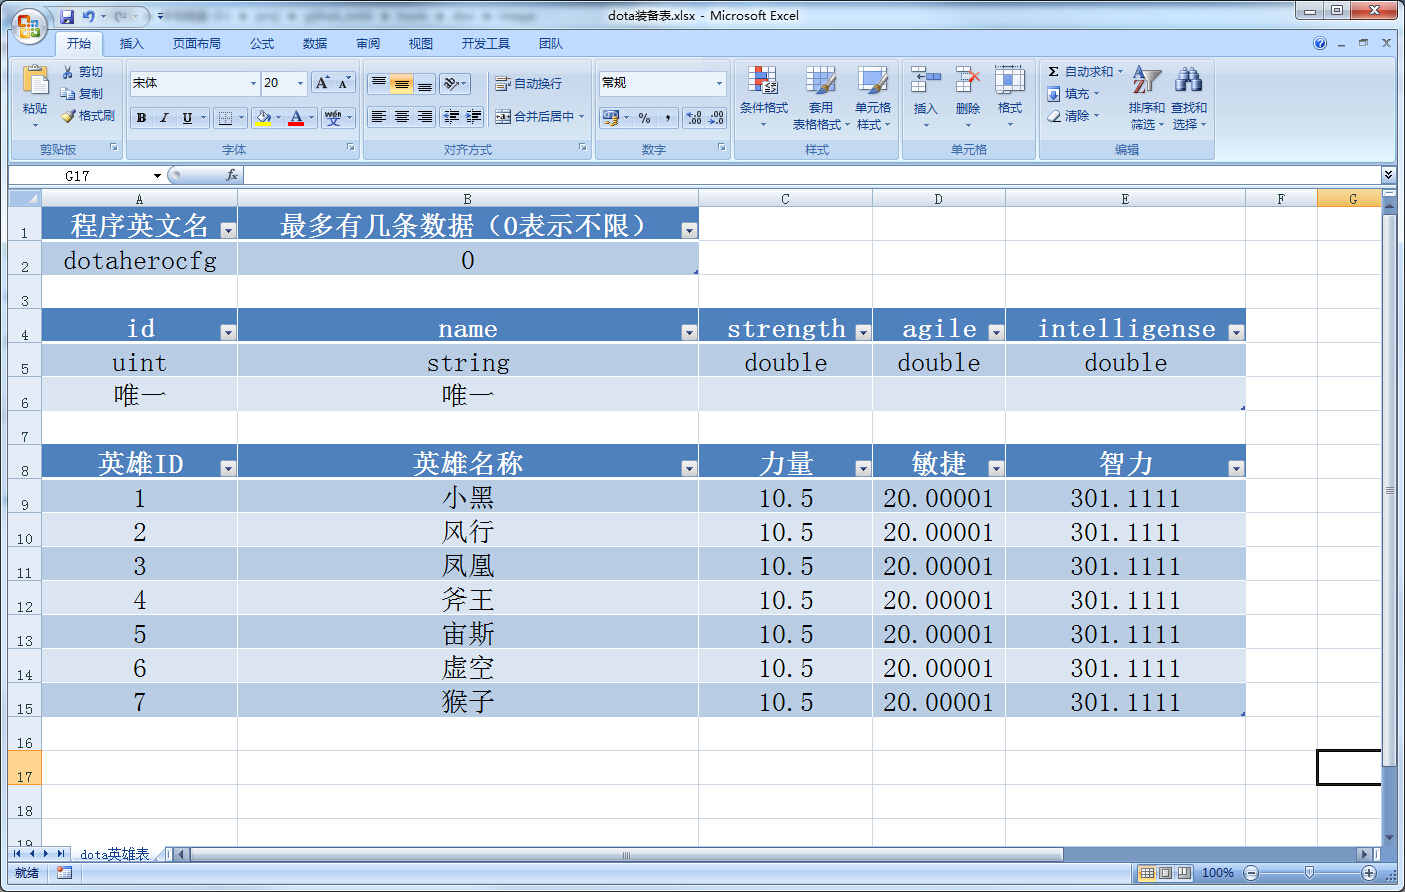 dota装备表.xlsx - Microsoft Excel
开始 插入 页面布局 公式 数据 审阅 视图 开发工具 团队
粘贴 剪切 复制 格式刷 剪贴板
宋体 20 B I U A wén 文 字体
自动换行 合并后居中 对齐方式
常规 % , 数字
条件格式 套用表格格式 单元格样式 样式
插入 删除 格式 单元格
Σ 自动求和 填充 清除 排序和筛选 查找和选择 编辑
G17 fx
A B C D E F G
1 程序英文名 最多有几条数据（0表示不限）
2 dotaherocfg 0
3
4 id name strength agile intelligense
5 uint string double double double
6 唯一 唯一
7
8 英雄ID 英雄名称 力量 敏捷 智力
9 1 小黑 10.5 20.00001 301.1111
10 2 风行 10.5 20.00001 301.1111
11 3 凤凰 10.5 20.00001 301.1111
12 4 斧王 10.5 20.00001 301.1111
13 5 宙斯 10.5 20.00001 301.1111
14 6 虚空 10.5 20.00001 301.1111
15 7 猴子 10.5 20.00001 301.1111
16
17
18
19
dota英雄表
就绪 100%